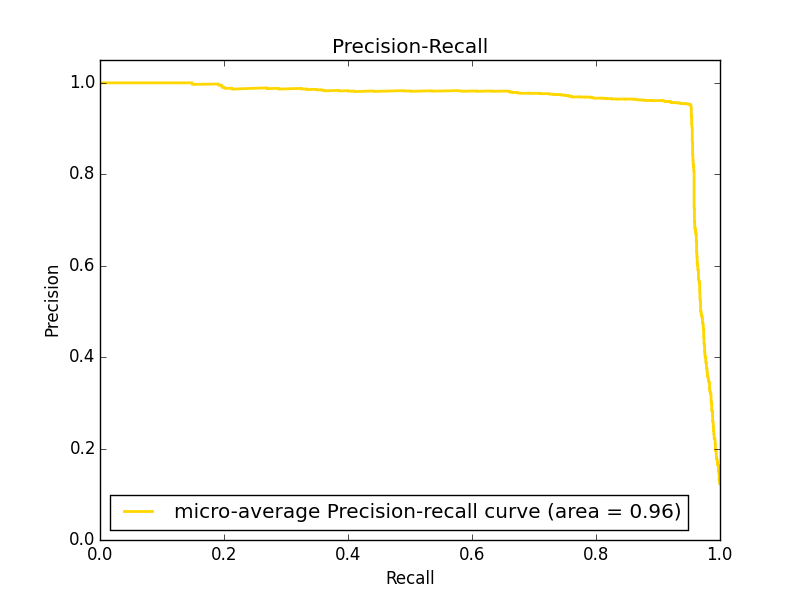 Precision-Recall
1.0
0.8
0.6
0.4
0.2
0.0
Precision
micro-average Precision-recall curve (area = 0.96)
0.0 0.2 0.4 0.6 0.8 1.0
Recall